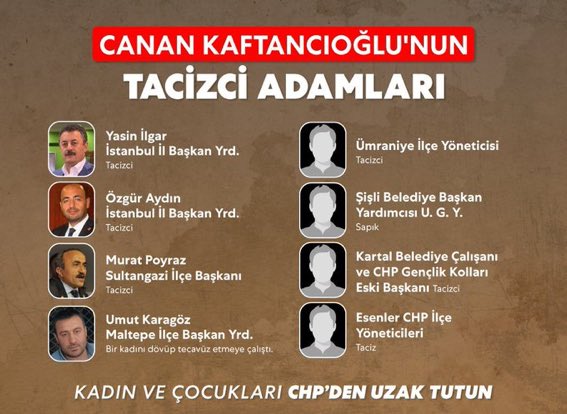 CANAN KAFTANCIOĞLU'NUN
TACİZCİ ADAMLARI
Yasin İlgar
İstanbul İl Başkan Yrd.
Tacizci
Özgür Aydın
İstanbul İl Başkan Yrd.
Tacizci
Murat Poyraz
Sultangazi İlçe Başkanı
Tacizci
Umut Karagöz
Maltepe İlçe Başkan Yrd.
Bir kadını dövüp tecavüz etmeye çalıştı.
Ümraniye İlçe Yöneticisi
Tacizci
Şişli Belediye Başkan
Yardımcısı U. G. Y.
Sapık
Kartal Belediye Çalışanı
ve CHP Gençlik Kolları
Eski Başkanı Tacizci
Esenler CHP İlçe
Yöneticileri
Taciz
KADIN VE ÇOCUKLARI CHP'DEN UZAK TUTUN